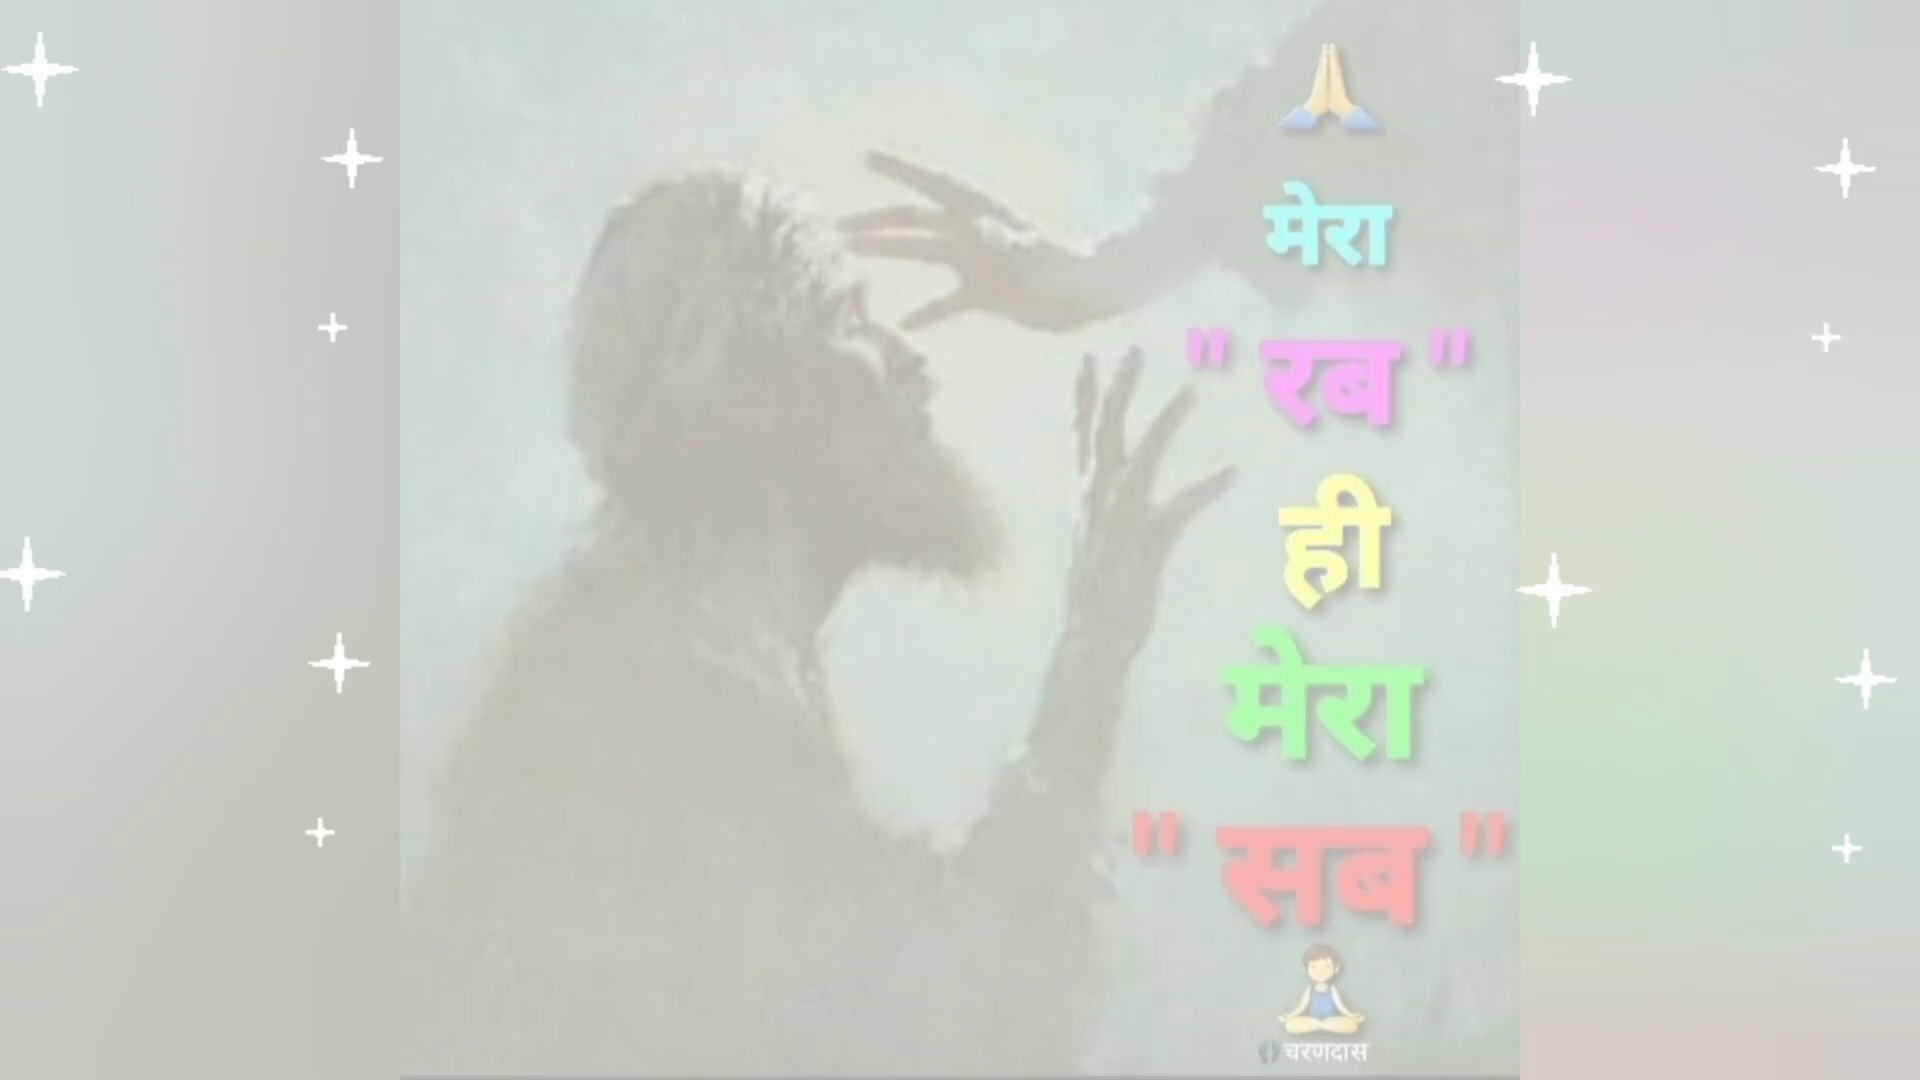 मेरा
" रब "
ही
मेरा
" सब "
चरणदास